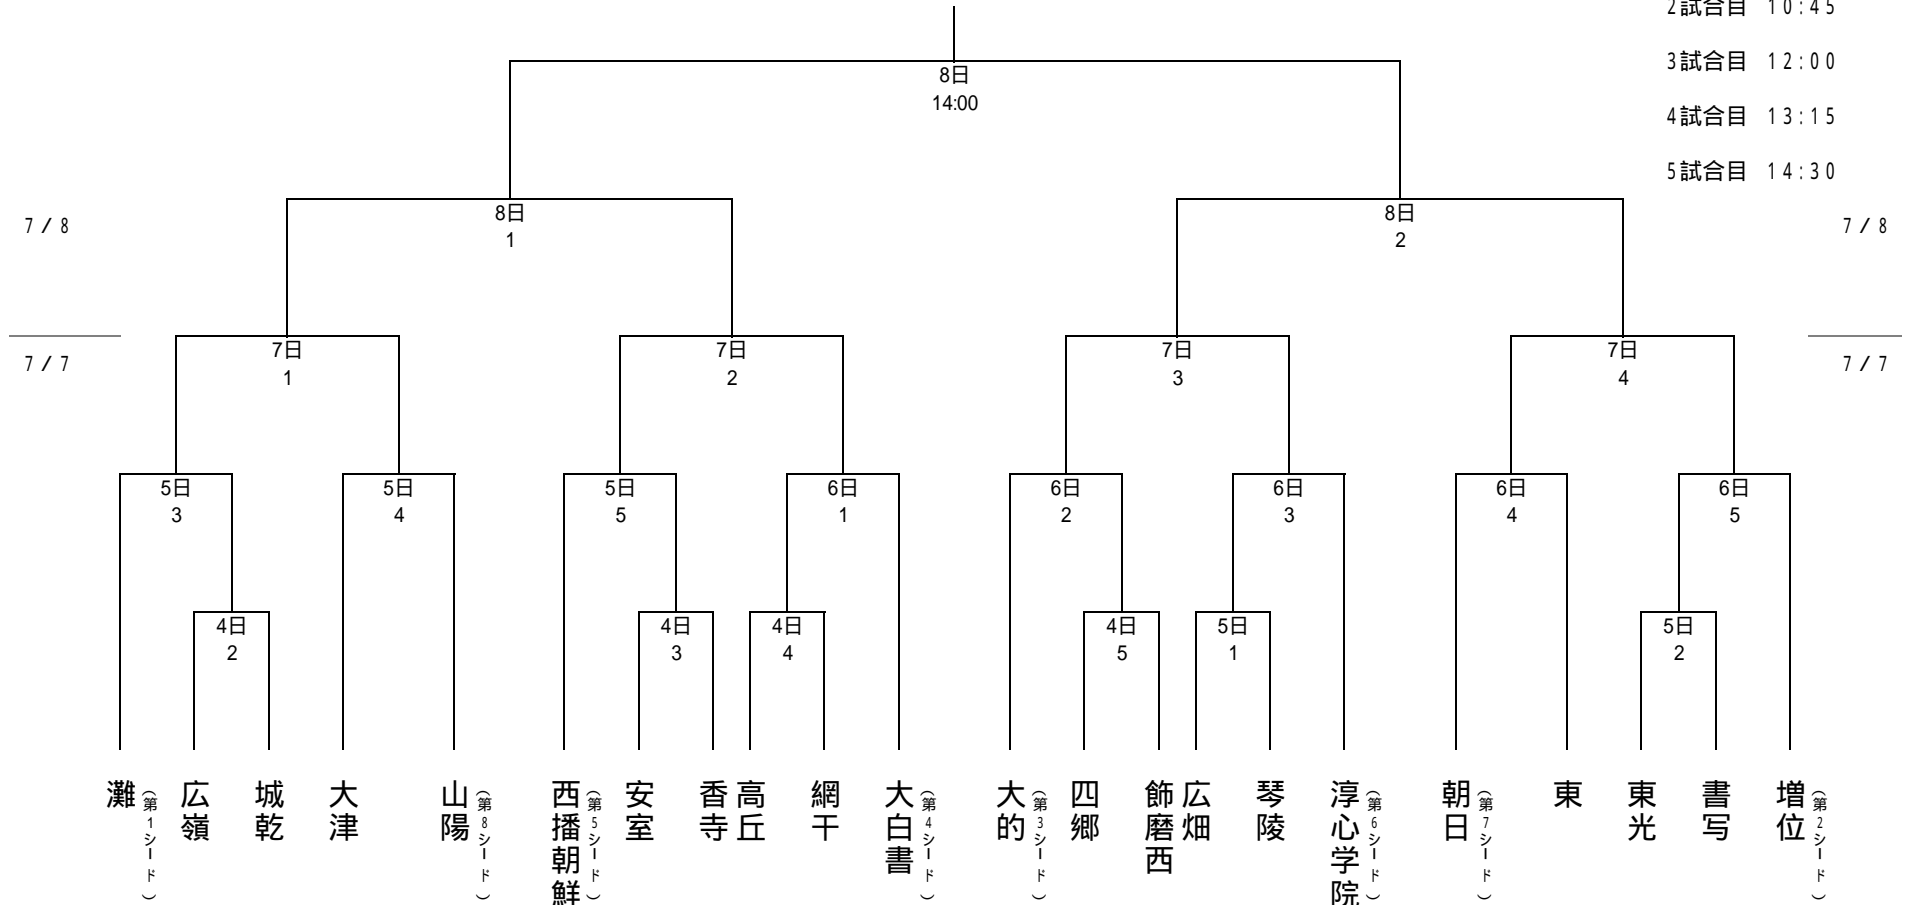 2試合目 10:45
8日
14:00
3試合目 12:00
4試合目 13:15
5試合目 14:30
7/8
8日
1
8日
2
7/8
7/7
7日
1
7日
2
7日
3
7日
4
7/7
5日
3
5日
4
5日
5
6日
1
6日
2
6日
3
6日
4
6日
5
4日
2
4日
3
4日
4
4日
5
5日
1
5日
2
灘
(第1シード)
広嶺
城乾
大津
山陽
(第8シード)
西播朝鮮
(第5シード)
安室
香寺
高丘
網干
大白書
(第4シード)
大的
(第3シード)
四郷
飾磨西
広畑
琴陵
淳心学院
(第6シード)
朝日
(第7シード)
東
東光
書写
増位
(第2シード)